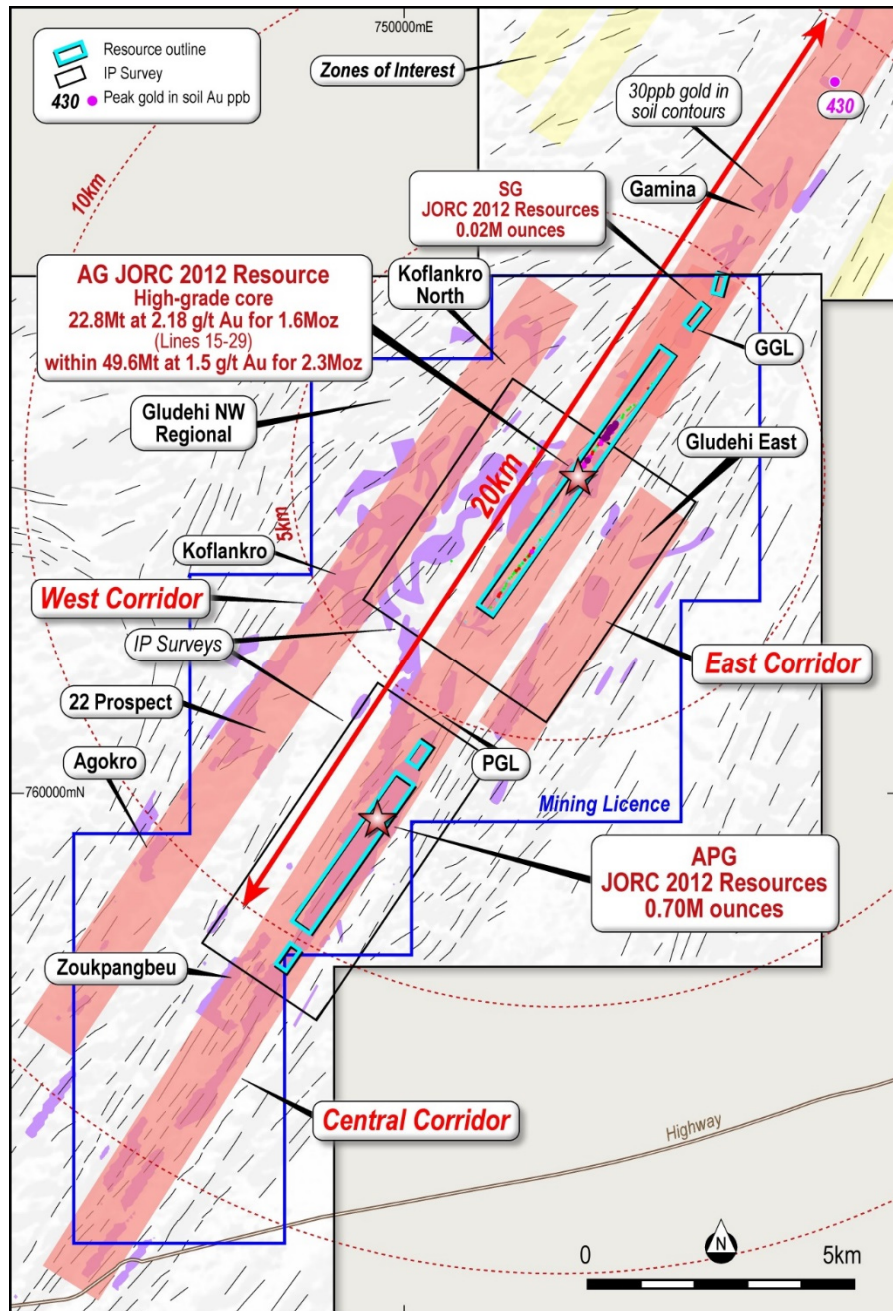 750000mE
Resource outline
IP Survey
430 Peak gold in soil Au ppb
Zones of Interest
30ppb gold in
soil contours
430
10km
Gamina
SG
JORC 2012 Resources
0.02M ounces
AG JORC 2012 Resource
High-grade core
22.8Mt at 2.18 g/t Au for 1.6Moz
(Lines 15-29)
within 49.6Mt at 1.5 g/t Au for 2.3Moz
Koflankro
North
GGL
Gludehi NW
Regional
Gludehi East
20km
5km
Koflankro
West Corridor
IP Surveys
East Corridor
22 Prospect
Agokro
PGL
760000mN
Mining Licence
APG
JORC 2012 Resources
0.70M ounces
Zoukpangbeu
Central Corridor
Highway
N
0 5km